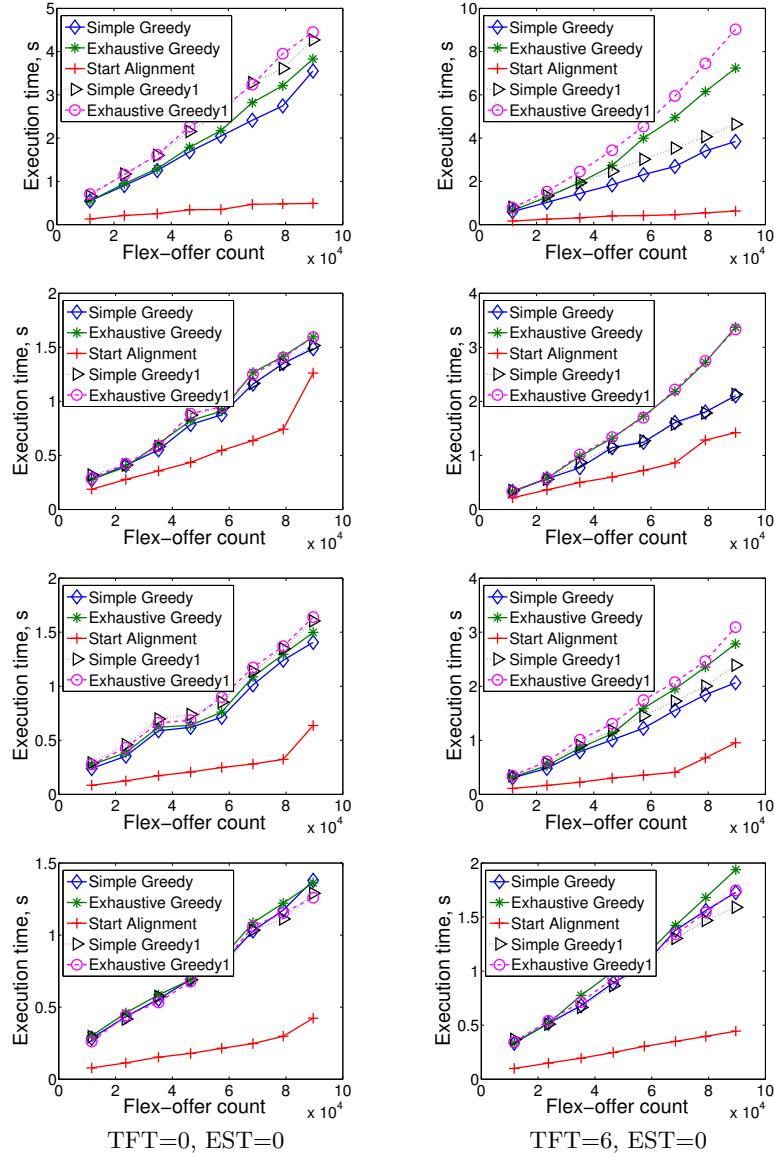 Execution time, s
5
4
3
2
1
0
Simple Greedy
Exhaustive Greedy
Start Alignment
Simple Greedy1
Exhaustive Greedy1
0 2 4 6 8 10
Flex−offer count
x 10^4
Execution time, s
10
8
6
4
2
0
Simple Greedy
Exhaustive Greedy
Start Alignment
Simple Greedy1
Exhaustive Greedy1
0 2 4 6 8 10
Flex−offer count
x 10^4
Execution time, s
2
1.5
1
0.5
0
Simple Greedy
Exhaustive Greedy
Start Alignment
Simple Greedy1
Exhaustive Greedy1
0 2 4 6 8 10
Flex−offer count
x 10^4
Execution time, s
4
3
2
1
0
Simple Greedy
Exhaustive Greedy
Start Alignment
Simple Greedy1
Exhaustive Greedy1
0 2 4 6 8 10
Flex−offer count
x 10^4
Execution time, s
2
1.5
1
0.5
0
Simple Greedy
Exhaustive Greedy
Start Alignment
Simple Greedy1
Exhaustive Greedy1
0 2 4 6 8 10
Flex−offer count
x 10^4
Execution time, s
4
3
2
1
0
Simple Greedy
Exhaustive Greedy
Start Alignment
Simple Greedy1
Exhaustive Greedy1
0 2 4 6 8 10
Flex−offer count
x 10^4
Execution time, s
1.5
1
0.5
0
Simple Greedy
Exhaustive Greedy
Start Alignment
Simple Greedy1
Exhaustive Greedy1
0 2 4 6 8 10
Flex−offer count
x 10^4
Execution time, s
2
1.5
1
0.5
0
Simple Greedy
Exhaustive Greedy
Start Alignment
Simple Greedy1
Exhaustive Greedy1
0 2 4 6 8 10
Flex−offer count
x 10^4
TFT=0, EST=0
TFT=6, EST=0